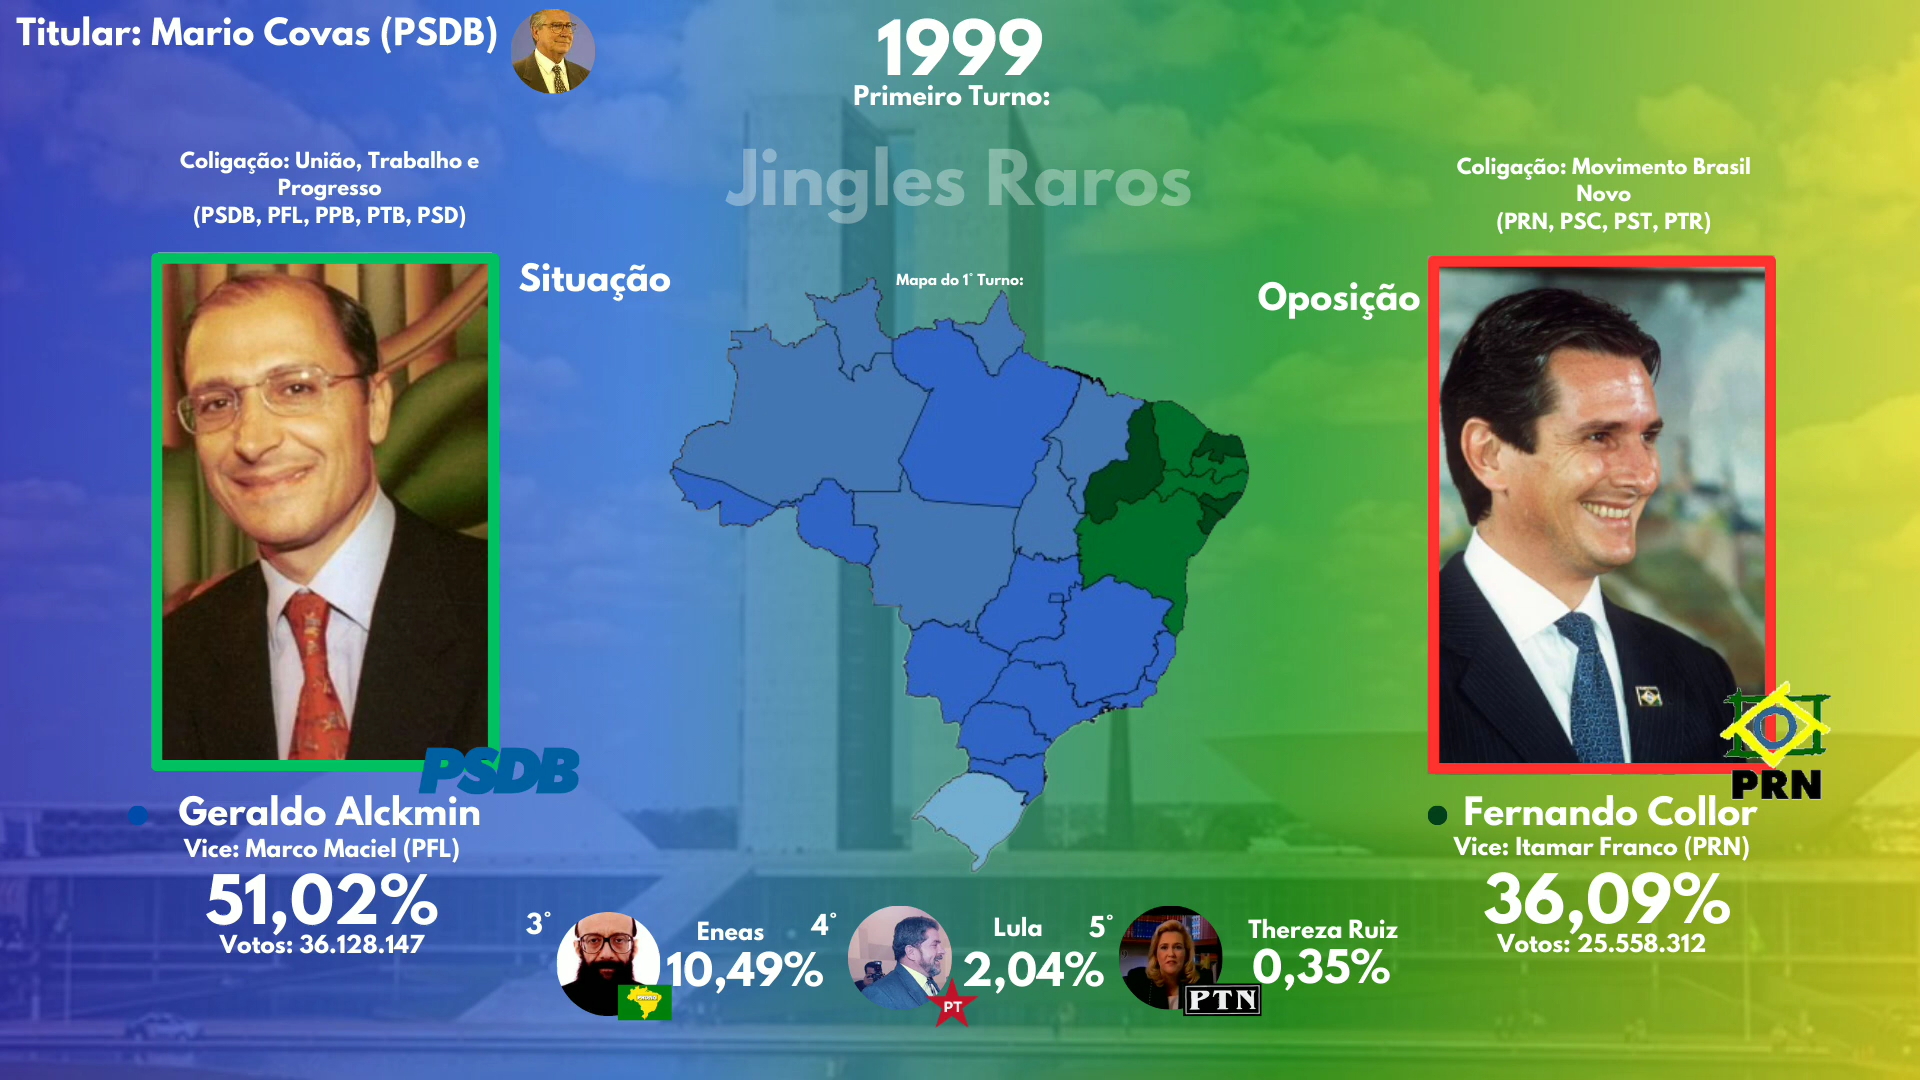 Titular: Mario Covas (PSDB)
1999
Primeiro Turno:
Jingles Raros
Coligação: União, Trabalho e
Progresso
(PSDB, PFL, PPB, PTB, PSD)
Coligação: Movimento Brasil
Novo
(PRN, PSC, PST, PTR)
Situação
Mapa do 1° Turno:
Oposição
PSDB
PRN
Geraldo Alckmin
Vice: Marco Maciel (PFL)
51,02%
Votos: 36.128.147
Fernando Collor
Vice: Itamar Franco (PRN)
36,09%
Votos: 25.558.312
3°
Eneas
10,49%
4°
Lula
2,04%
PT
5°
Thereza Ruiz
0,35%
PTN